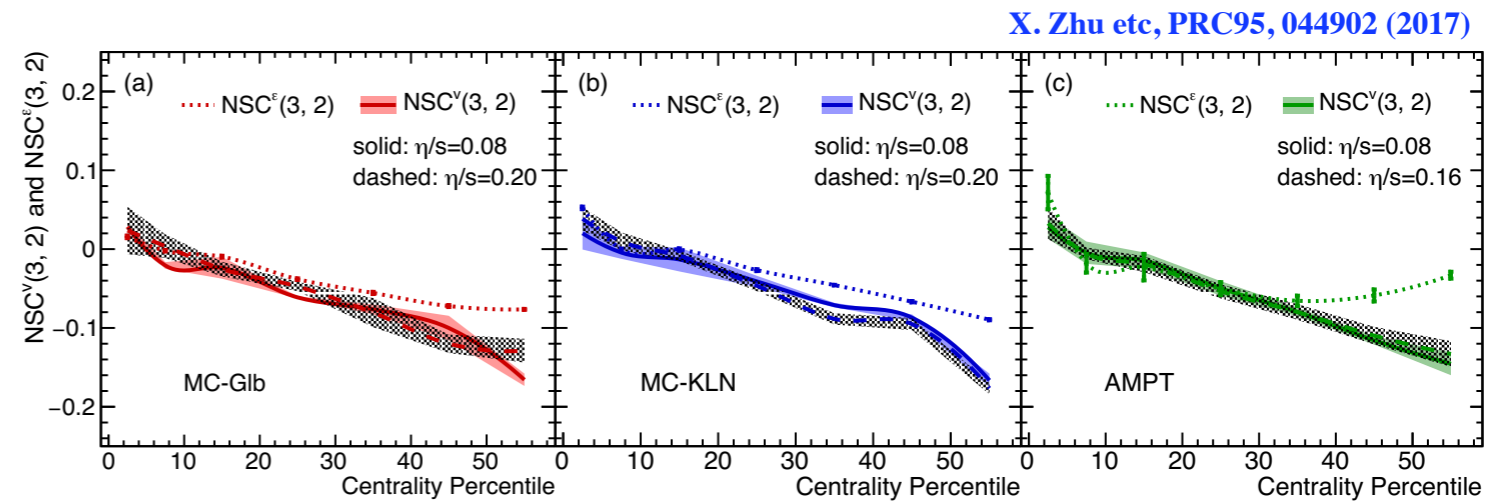 X. Zhu etc, PRC95, 044902 (2017)
NSCᵛ(3, 2) and NSCᵋ(3, 2)
0.2
0.1
0
−0.1
−0.2
(a)
NSCᵋ(3, 2) NSCᵛ(3, 2)
solid: η/s=0.08
dashed: η/s=0.20
MC-Glb
0 10 20 30 40 50
Centrality Percentile
(b)
NSCᵋ(3, 2) NSCᵛ(3, 2)
solid: η/s=0.08
dashed: η/s=0.20
MC-KLN
0 10 20 30 40 50
Centrality Percentile
(c)
NSCᵋ(3, 2) NSCᵛ(3, 2)
solid: η/s=0.08
dashed: η/s=0.16
AMPT
0 10 20 30 40 50
Centrality Percentile